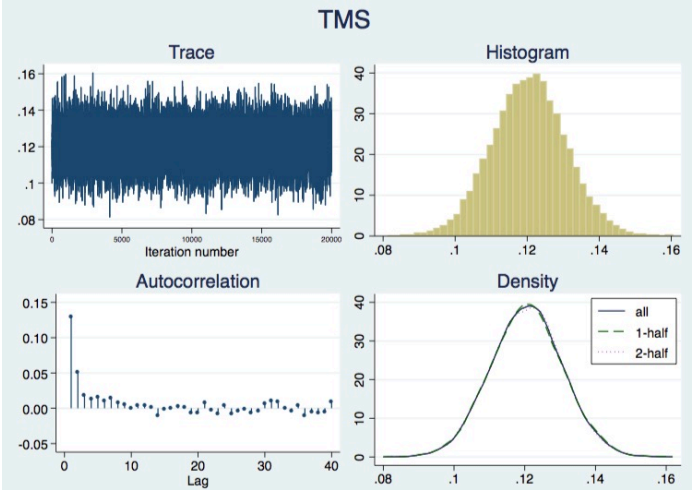 TMS
Trace
.16
.14
.12
.1
.08
0 5000 10000 15000 20000
Iteration number
Histogram
40
30
20
10
0
.08 .1 .12 .14 .16
Autocorrelation
0.15
0.10
0.05
0.00
-0.05
0 10 20 30 40
Lag
Density
40
30
20
10
0
all
1-half
2-half
.08 .1 .12 .14 .16